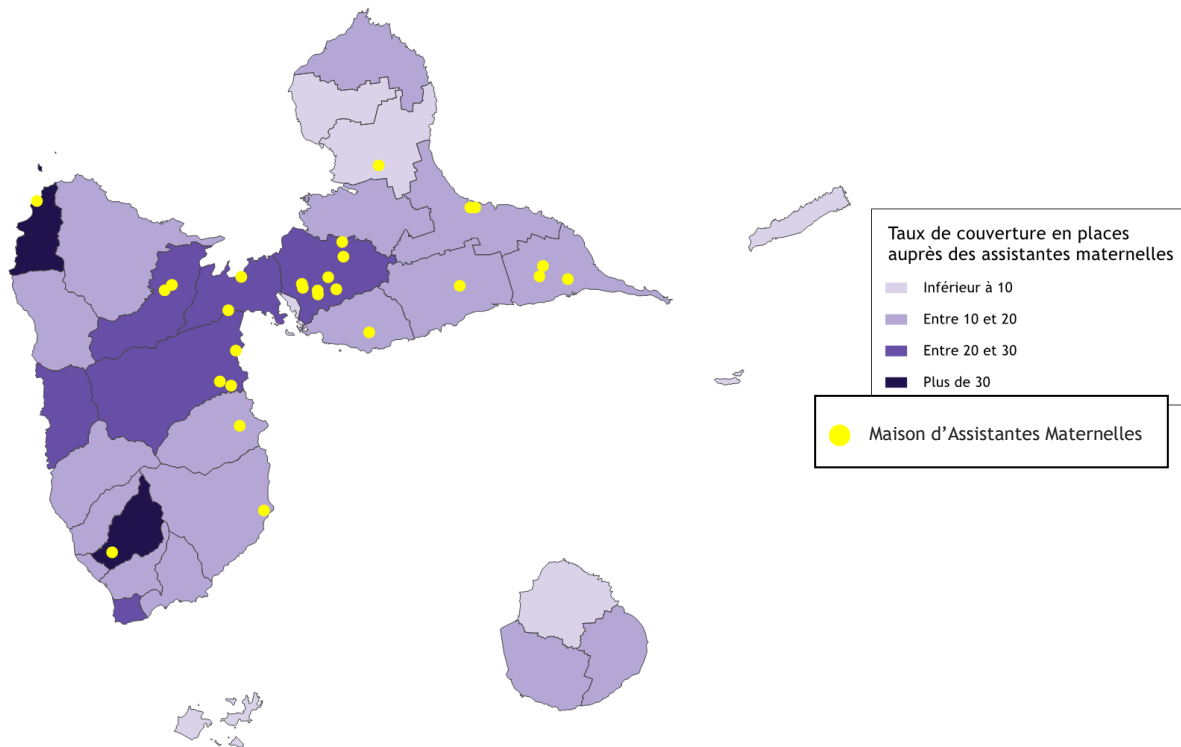 Taux de couverture en places
auprès des assistantes maternelles
Inférieur à 10
Entre 10 et 20
Entre 20 et 30
Plus de 30
Maison d’Assistantes Maternelles